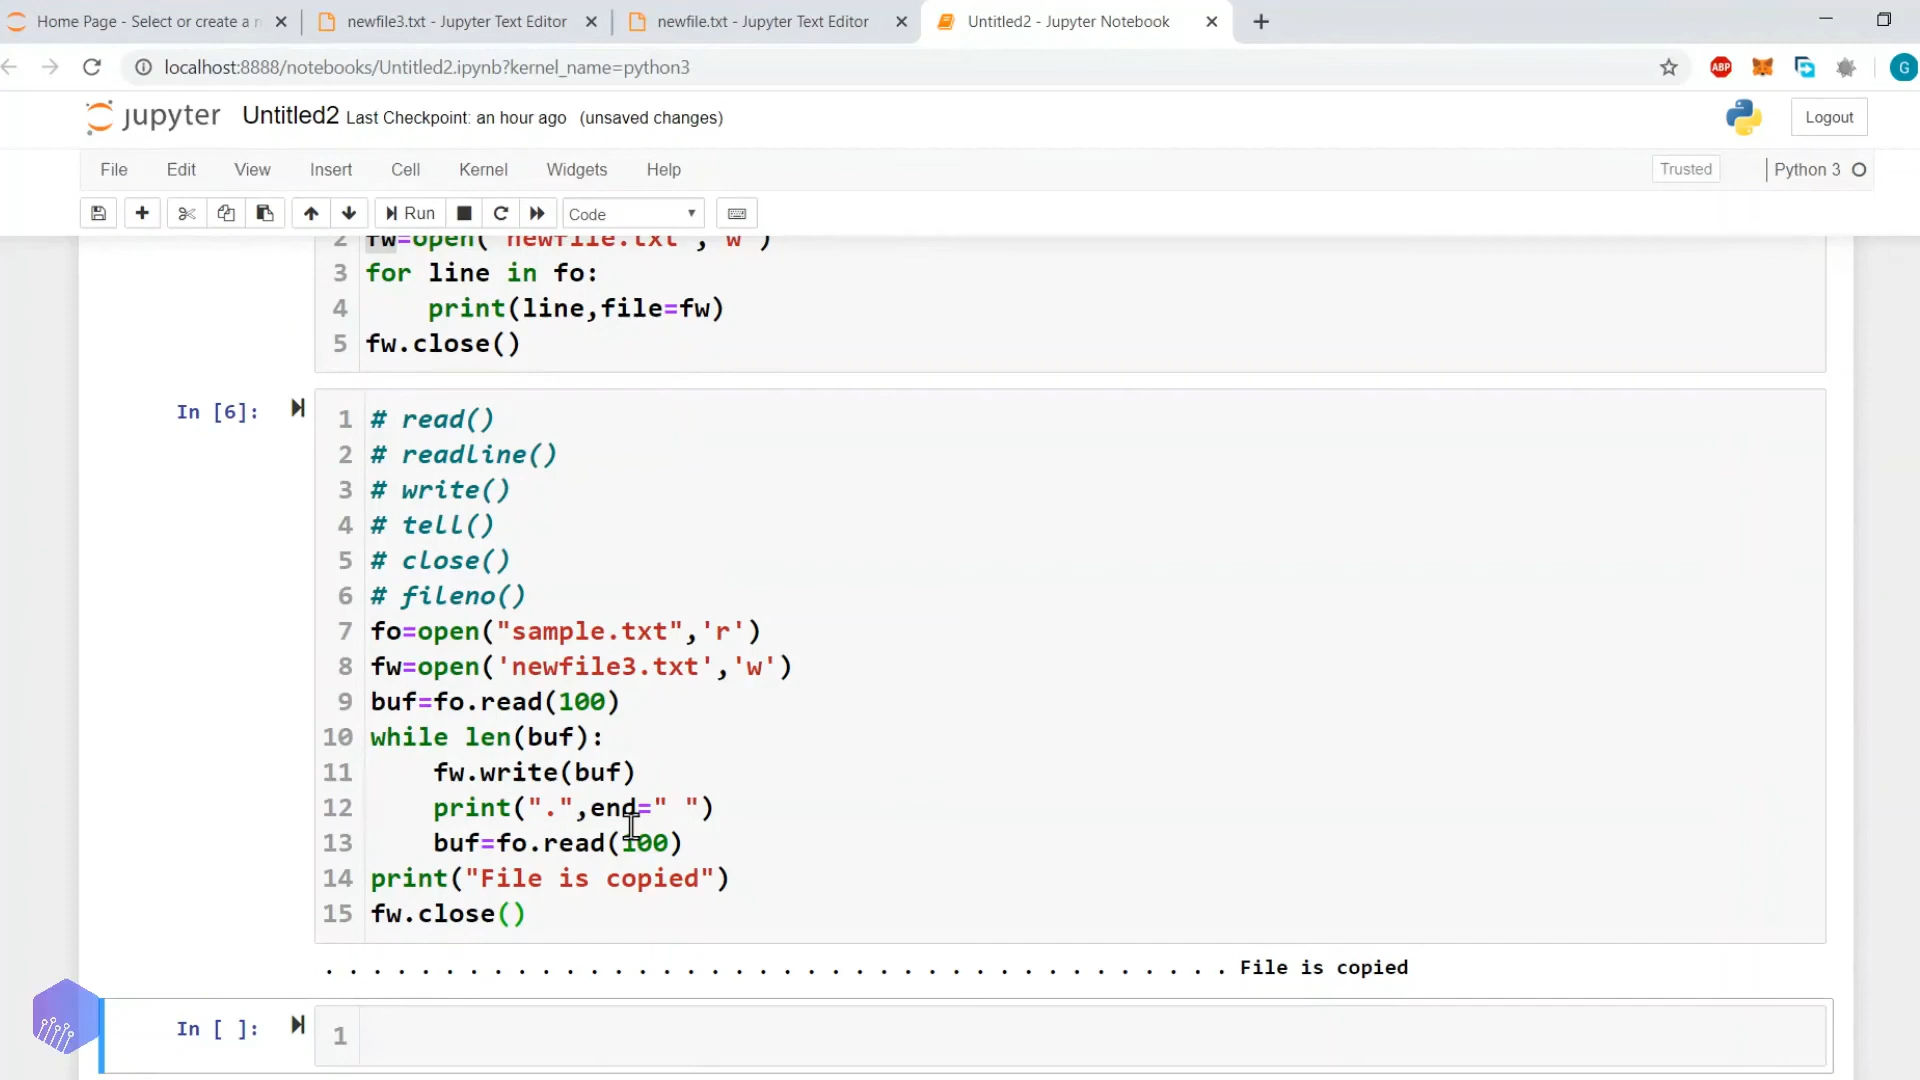 Home Page - Select or create a n
newfile3.txt - Jupyter Text Editor
newfile.txt - Jupyter Text Editor
Untitled2 - Jupyter Notebook
localhost:8888/notebooks/Untitled2.ipynb?kernel_name=python3
ABP
G
jupyter Untitled2 Last Checkpoint: an hour ago (unsaved changes)
Logout
File Edit View Insert Cell Kernel Widgets Help
Trusted
Python 3
Run
Code
2 fw=open('newfile.txt','w')
3 for line in fo:
4     print(line,file=fw)
5 fw.close()
In [6]:
1 # read()
2 # readline()
3 # write()
4 # tell()
5 # close()
6 # fileno()
7 fo=open("sample.txt",'r')
8 fw=open('newfile3.txt','w')
9 buf=fo.read(100)
10 while len(buf):
11     fw.write(buf)
12     print(".",end=" ")
13     buf=fo.read(100)
14 print("File is copied")
15 fw.close()
. . . . . . . . . . . . . . . . . . . . . . . . . . . . . . . . . . . . . . File is copied
In [ ]:
1